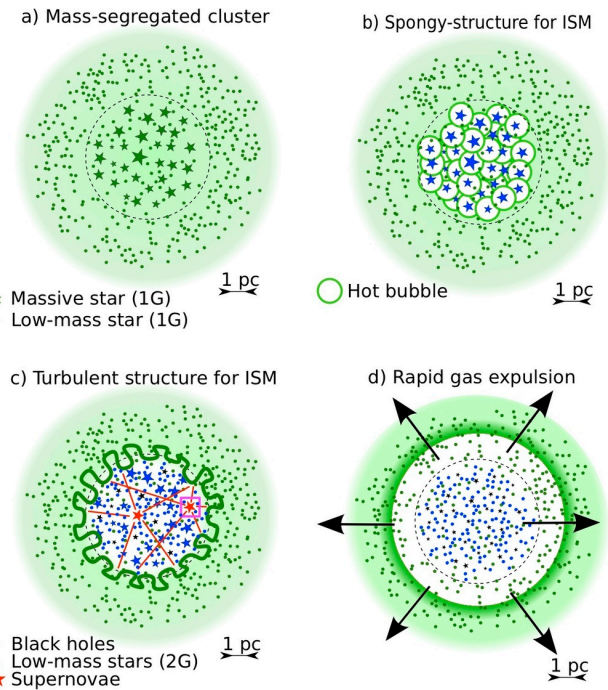 a) Mass-segregated cluster
b) Spongy-structure for ISM
1 pc
Massive star (1G)
Low-mass star (1G)
Hot bubble
1 pc
c) Turbulent structure for ISM
d) Rapid gas expulsion
Black holes
Low-mass stars (2G)
Supernovae
1 pc
1 pc